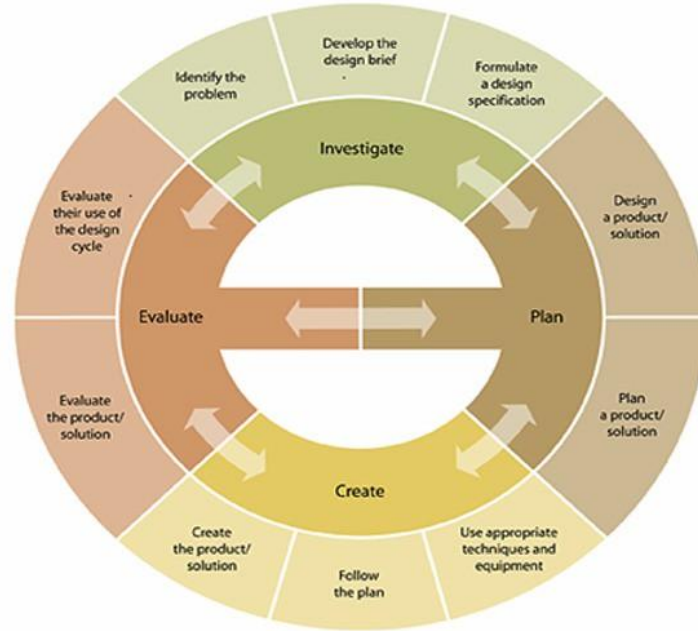 Develop the
design brief
Identify the
problem
Formulate
a design
specification
Investigate
Evaluate
their use of
the design
cycle
Design
a product/
solution
Evaluate
Plan
Evaluate
the product/
solution
Plan
a product/
solution
Create
Create
the product/
solution
Follow
the plan
Use appropriate
techniques and
equipment